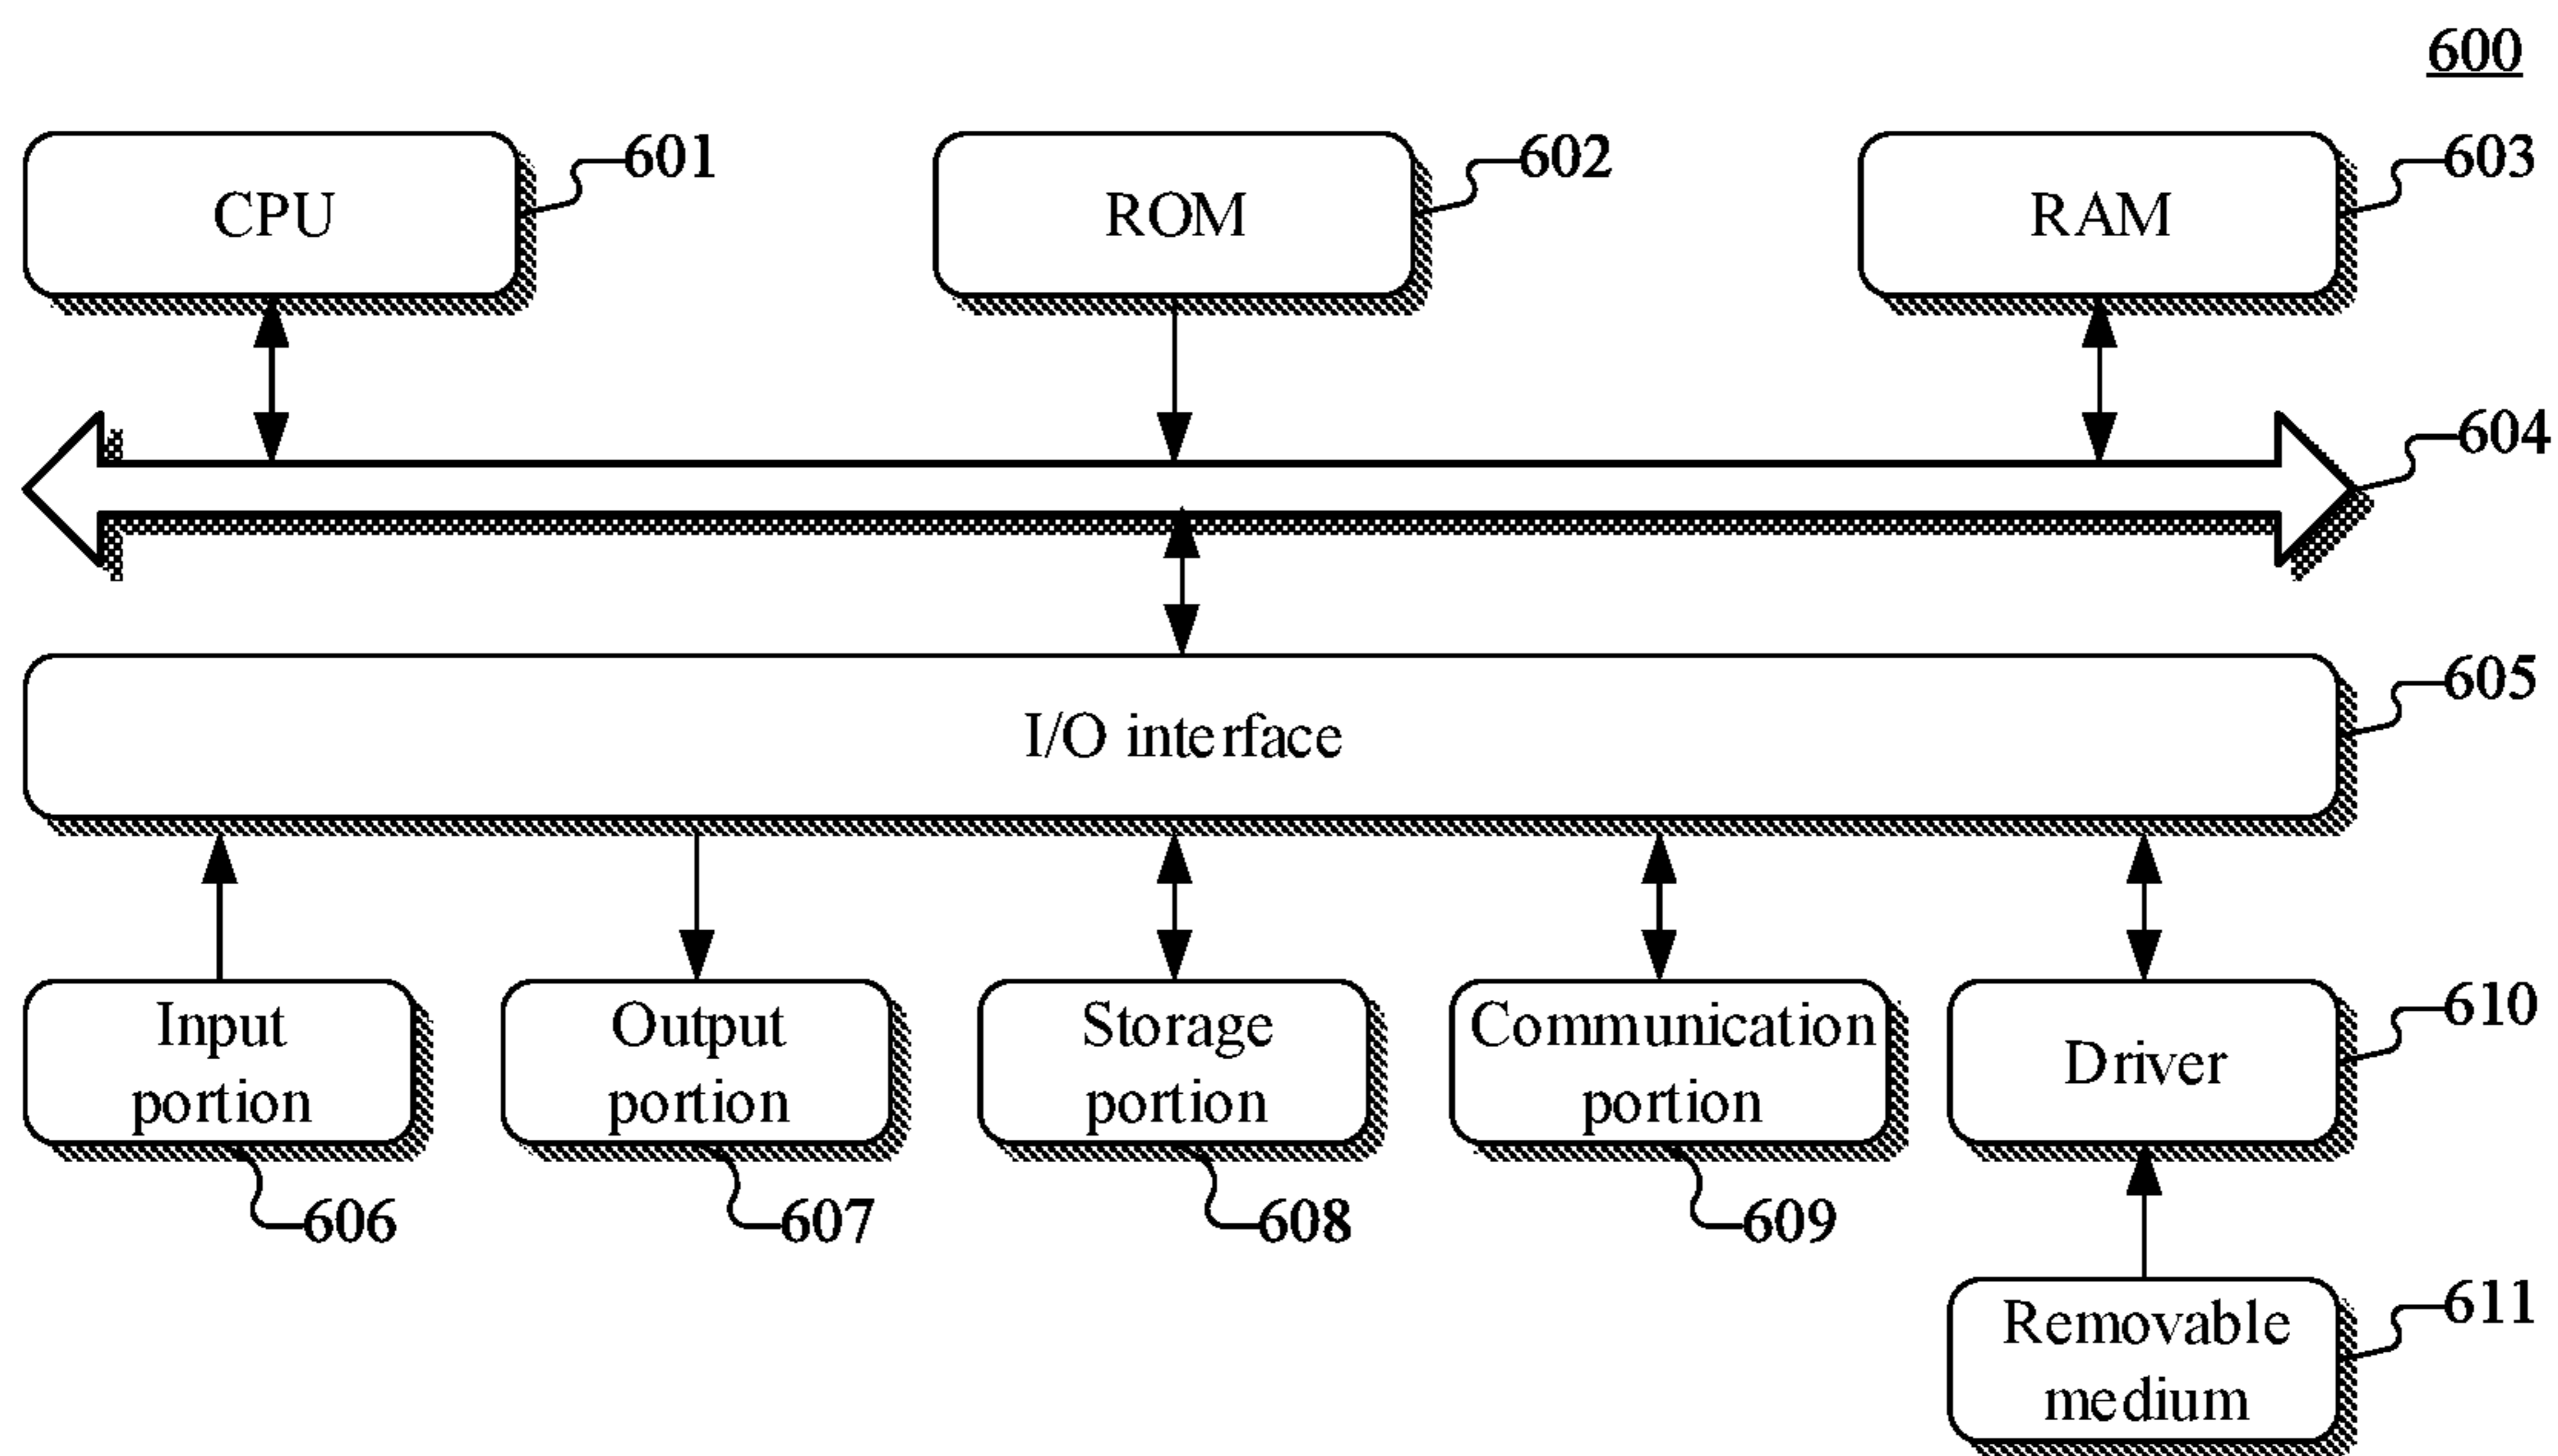 600
CPU
601
ROM
602
RAM
603
604
I/O interface
605
Input
portion
606
Output
portion
607
Storage
portion
608
Communication
portion
609
Driver
610
Removable
medium
611